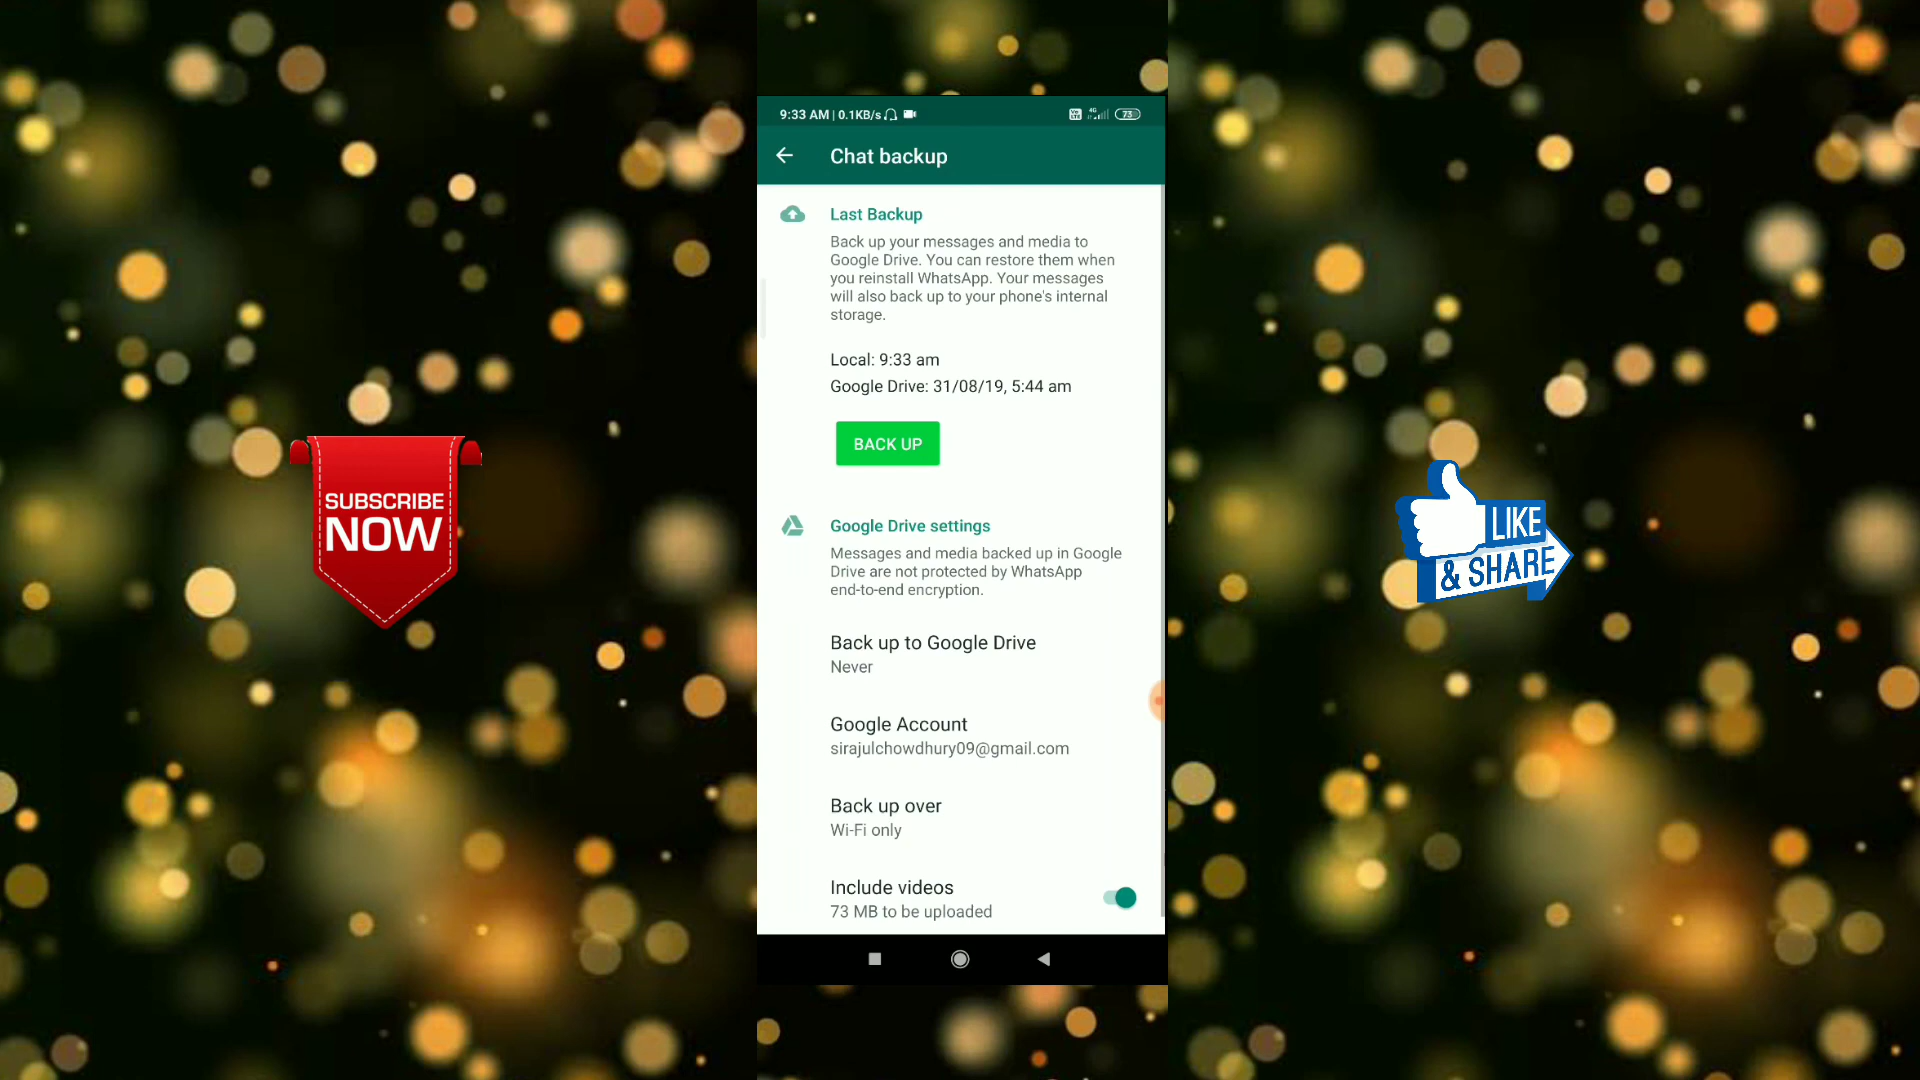 9:33 AM | 0.1KB/s
4G
73
Chat backup
Last Backup
Back up your messages and media to
Google Drive. You can restore them when
you reinstall WhatsApp. Your messages
will also back up to your phone's internal
storage.
Local: 9:33 am
Google Drive: 31/08/19, 5:44 am
BACK UP
SUBSCRIBE
NOW
LIKE
& SHARE
Google Drive settings
Messages and media backed up in Google
Drive are not protected by WhatsApp
end-to-end encryption.
Back up to Google Drive
Never
Google Account
sirajulchowdhury09@gmail.com
Back up over
Wi-Fi only
Include videos
73 MB to be uploaded